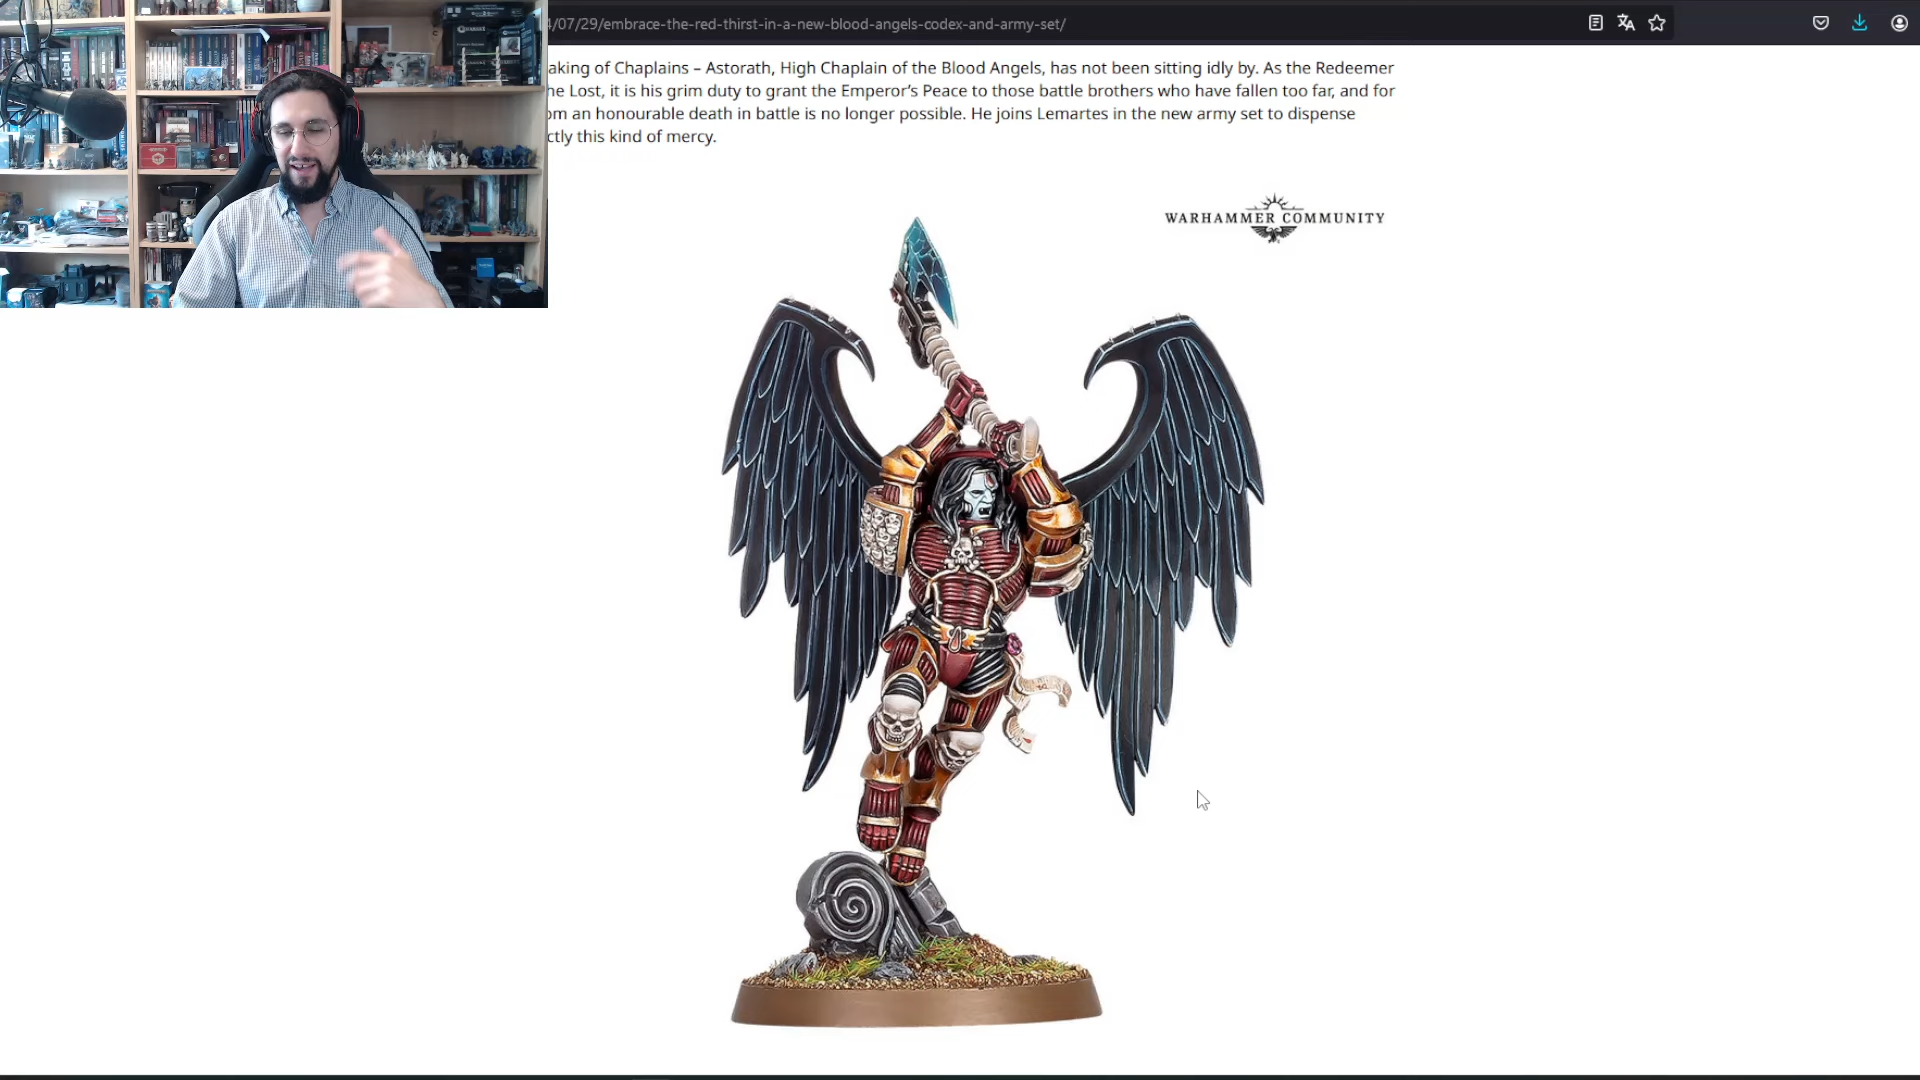 4/07/29/embrace-the-red-thirst-in-a-new-blood-angels-codex-and-army-set/
aking of Chaplains – Astorath, High Chaplain of the Blood Angels, has not been sitting idly by. As the Redeemer
he Lost, it is his grim duty to grant the Emperor's Peace to those battle brothers who have fallen too far, and for
om an honourable death in battle is no longer possible. He joins Lemartes in the new army set to dispense
ctly this kind of mercy.
WARHAMMER COMMUNITY